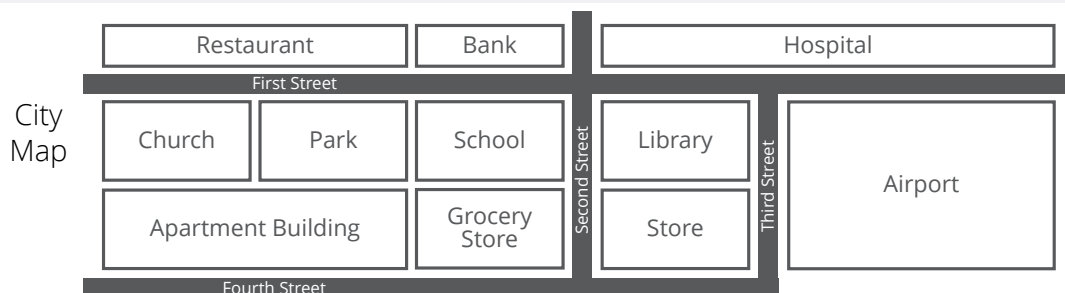 Restaurant
Bank
Hospital
First Street
City
Map
Church
Park
School
Second Street
Library
Third Street
Airport
Apartment Building
Grocery
Store
Store
Fourth Street